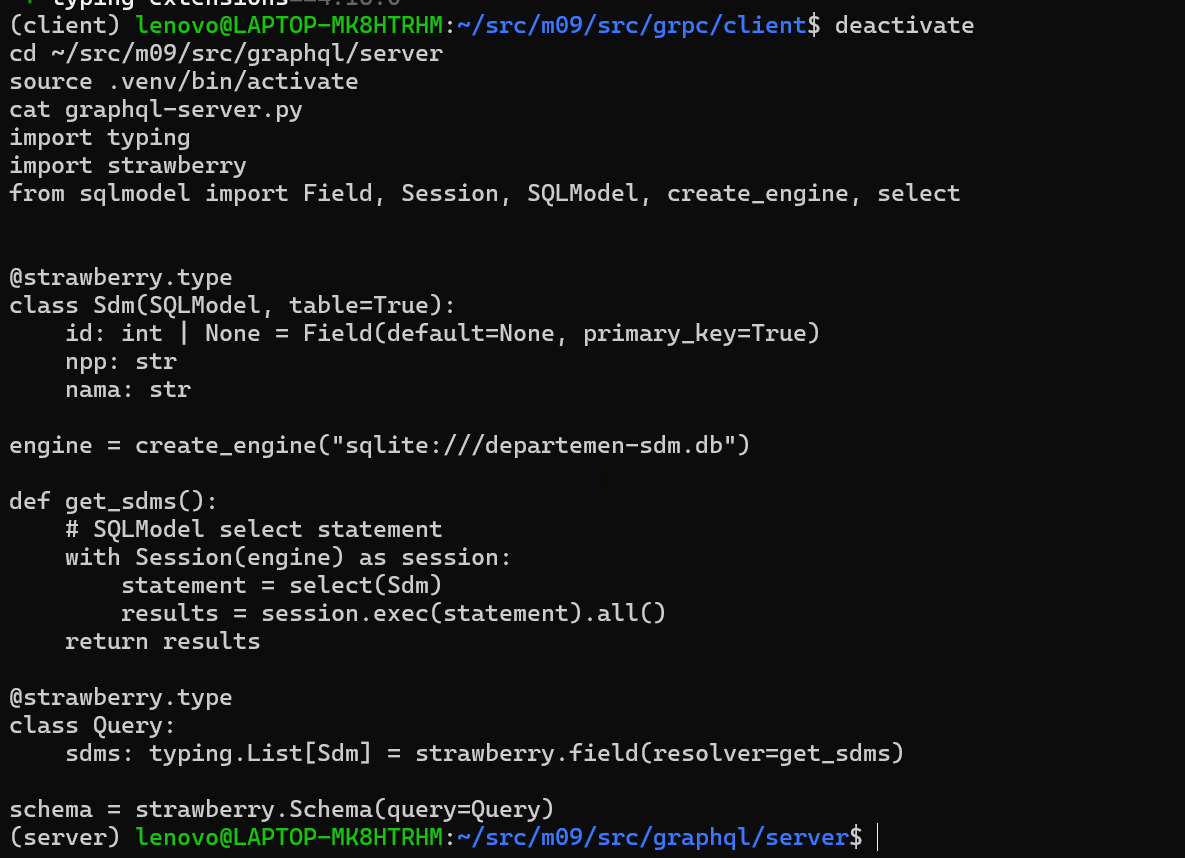 + typing-extensions==4.16.0
(client) lenovo@LAPTOP-MK8HTRHM:~/src/m09/src/grpc/client$ deactivate
cd ~/src/m09/src/graphql/server
source .venv/bin/activate
cat graphql-server.py
import typing
import strawberry
from sqlmodel import Field, Session, SQLModel, create_engine, select


@strawberry.type
class Sdm(SQLModel, table=True):
    id: int | None = Field(default=None, primary_key=True)
    npp: str
    nama: str

engine = create_engine("sqlite:///departemen-sdm.db")

def get_sdms():
    # SQLModel select statement
    with Session(engine) as session:
        statement = select(Sdm)
        results = session.exec(statement).all()
    return results

@strawberry.type
class Query:
    sdms: typing.List[Sdm] = strawberry.field(resolver=get_sdms)

schema = strawberry.Schema(query=Query)
(server) lenovo@LAPTOP-MK8HTRHM:~/src/m09/src/graphql/server$